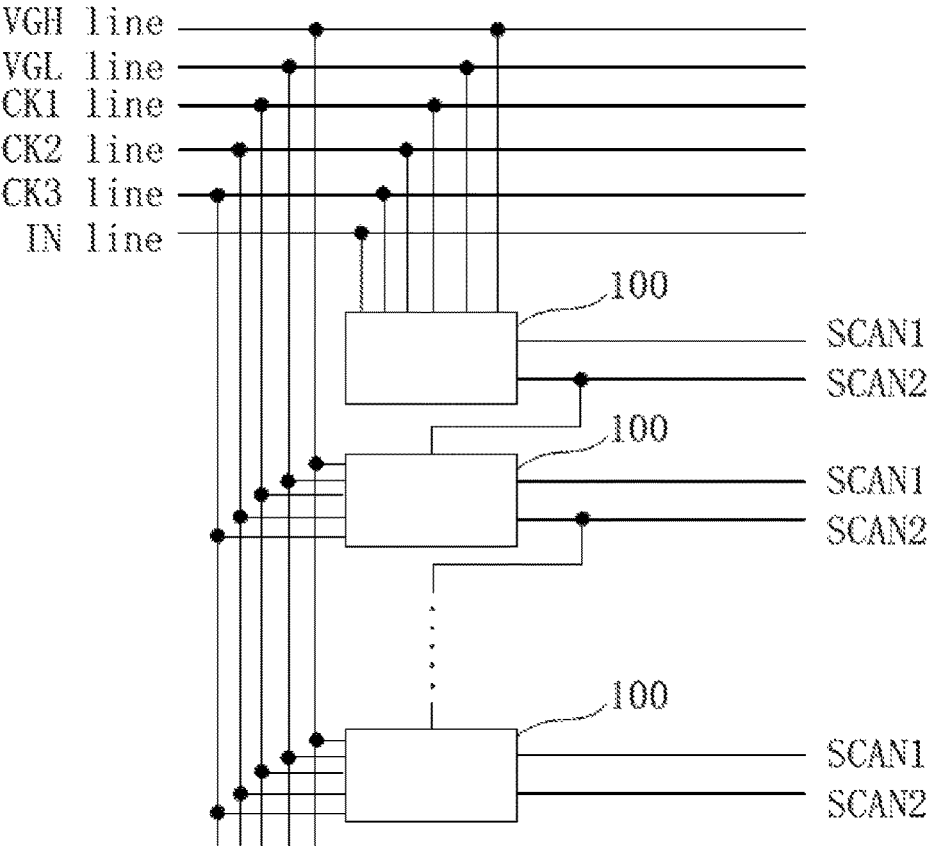 VGH line
VGL line
CK1 line
CK2 line
CK3 line
IN line
100
SCAN1
SCAN2
100
SCAN1
SCAN2
100
SCAN1
SCAN2